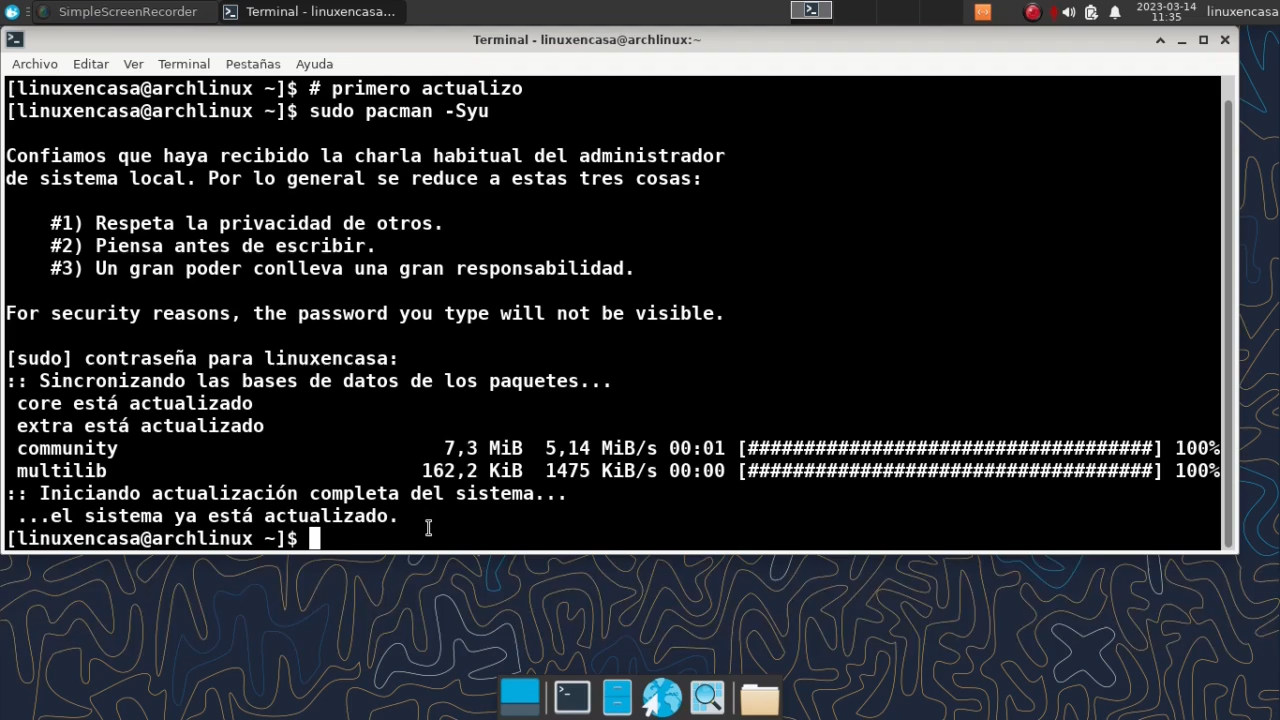 SimpleScreenRecorder
Terminal - linuxencasa...
2023-03-14
11:35
linuxencasa
Terminal - linuxencasa@archlinux:~
Archivo Editar Ver Terminal Pestañas Ayuda
[linuxencasa@archlinux ~]$ # primero actualizo
[linuxencasa@archlinux ~]$ sudo pacman -Syu
Confiamos que haya recibido la charla habitual del administrador
de sistema local. Por lo general se reduce a estas tres cosas:
#1) Respeta la privacidad de otros.
#2) Piensa antes de escribir.
#3) Un gran poder conlleva una gran responsabilidad.
For security reasons, the password you type will not be visible.
[sudo] contraseña para linuxencasa:
:: Sincronizando las bases de datos de los paquetes...
core está actualizado
extra está actualizado
community 7,3 MiB 5,14 MiB/s 00:01 [####################################] 100%
multilib 162,2 KiB 1475 KiB/s 00:00 [####################################] 100%
:: Iniciando actualización completa del sistema...
...el sistema ya está actualizado.
[linuxencasa@archlinux ~]$